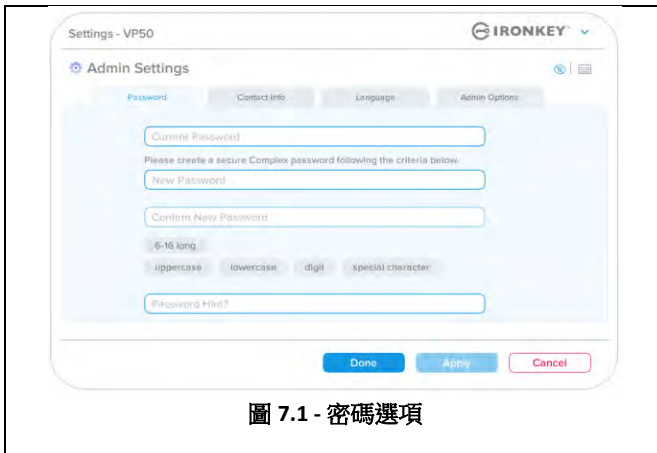 Settings - VP50
IRONKEY
Admin Settings
Password Contact Info Language Admin Options
Current Password
Please create a secure Complex password following the criteria below.
New Password
Confirm New Password
6-16 long
uppercase lowercase digit special character
Password Hint?
Done Apply Cancel
圖 7.1 - 密碼選項